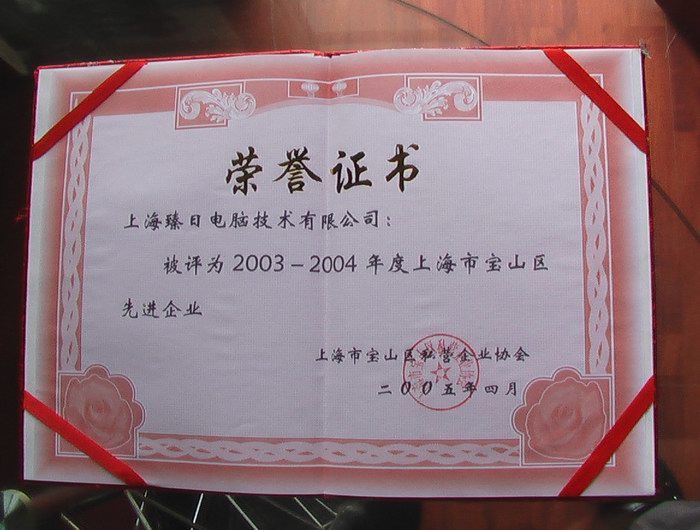 荣誉证书
上海臻日电脑技术有限公司：
被评为2003-2004年度上海市宝山区
先进企业
上海市宝山区私营企业协会
二00五年四月